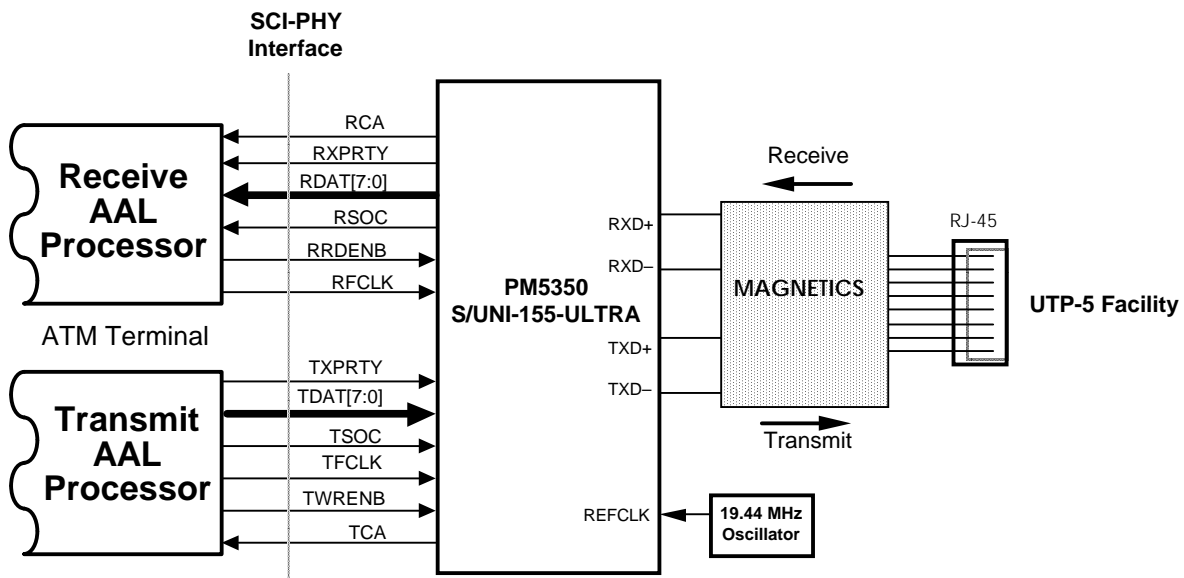 SCI-PHY
Interface
RCA
RXPRTY
RDAT[7:0]
RSOC
RRDENB
RFCLK
Receive
AAL
Processor
ATM Terminal
TXPRTY
TDAT[7:0]
TSOC
TFCLK
TWRENB
TCA
Transmit
AAL
Processor
PM5350
S/UNI-155-ULTRA
RXD+
RXD–
TXD+
TXD–
REFCLK
19.44 MHz
Oscillator
Receive
MAGNETICS
Transmit
RJ-45
UTP-5 Facility